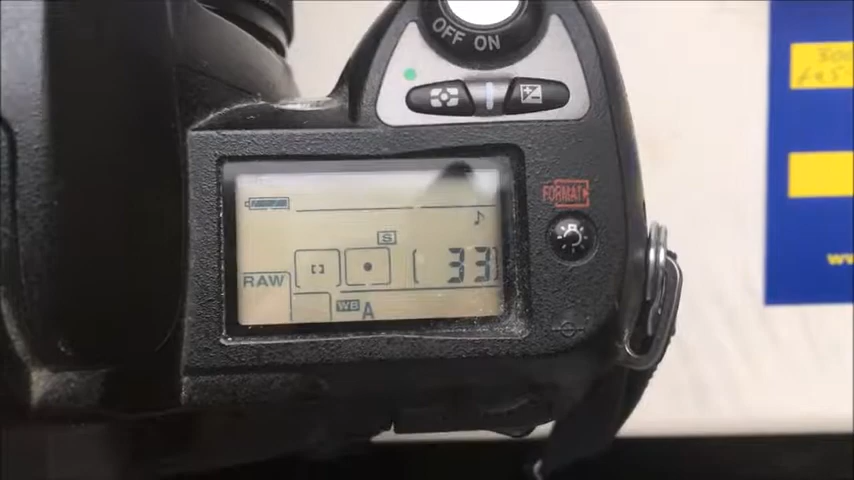 OFF ON
FORMAT
S
[ 33]
RAW
WB A